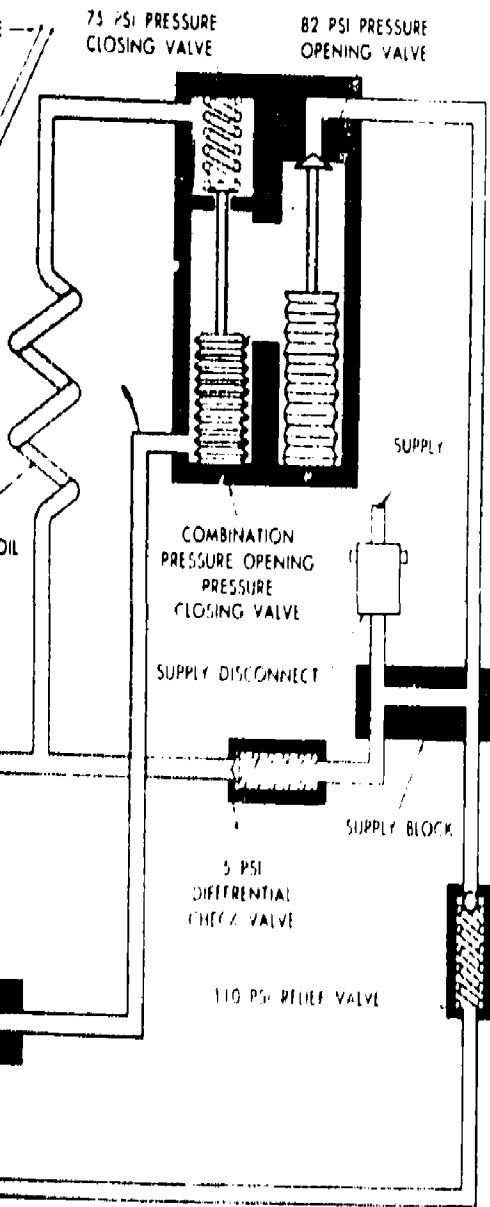 75 PSI PRESSURE
CLOSING VALVE
82 PSI PRESSURE
OPENING VALVE
SUPPLY
OIL
COMBINATION
PRESSURE OPENING
PRESSURE
CLOSING VALVE
SUPPLY DISCONNECT
SUPPLY BLOCK
5 PSI
DIFFERENTIAL
CHECK VALVE
110 PSI RELIEF VALVE